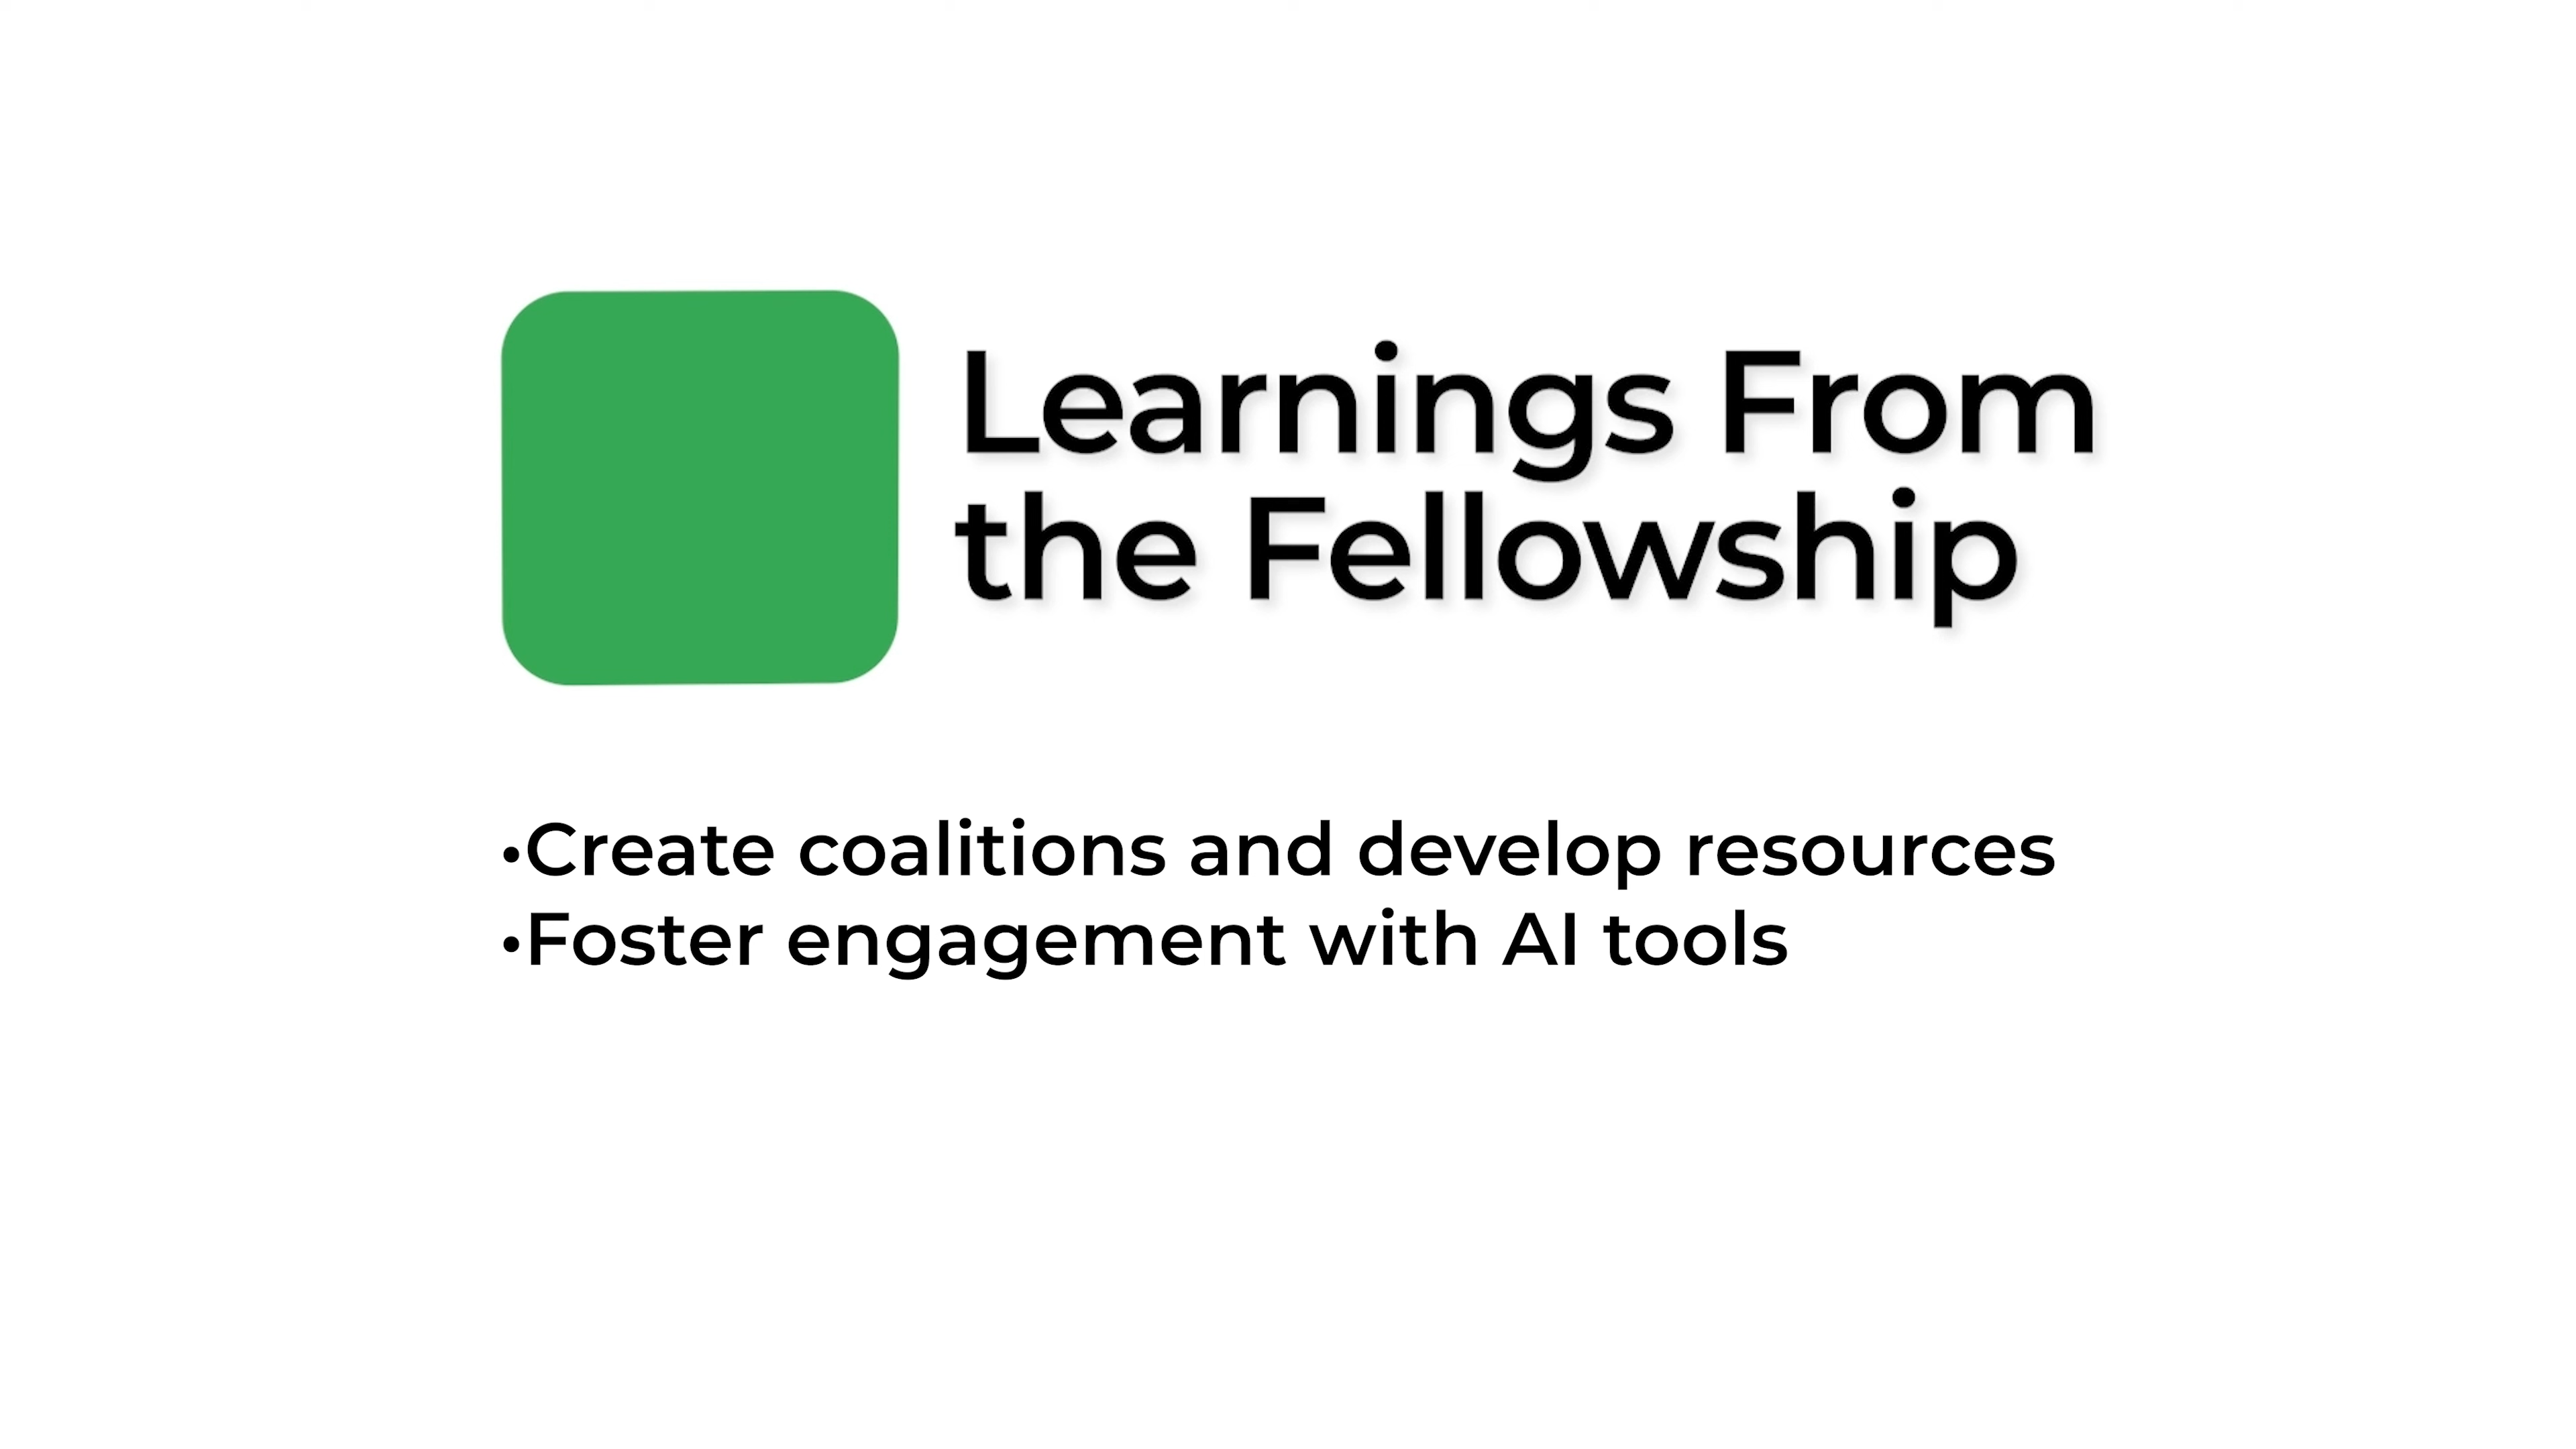 Learnings From
the Fellowship
•Create coalitions and develop resources
•Foster engagement with AI tools